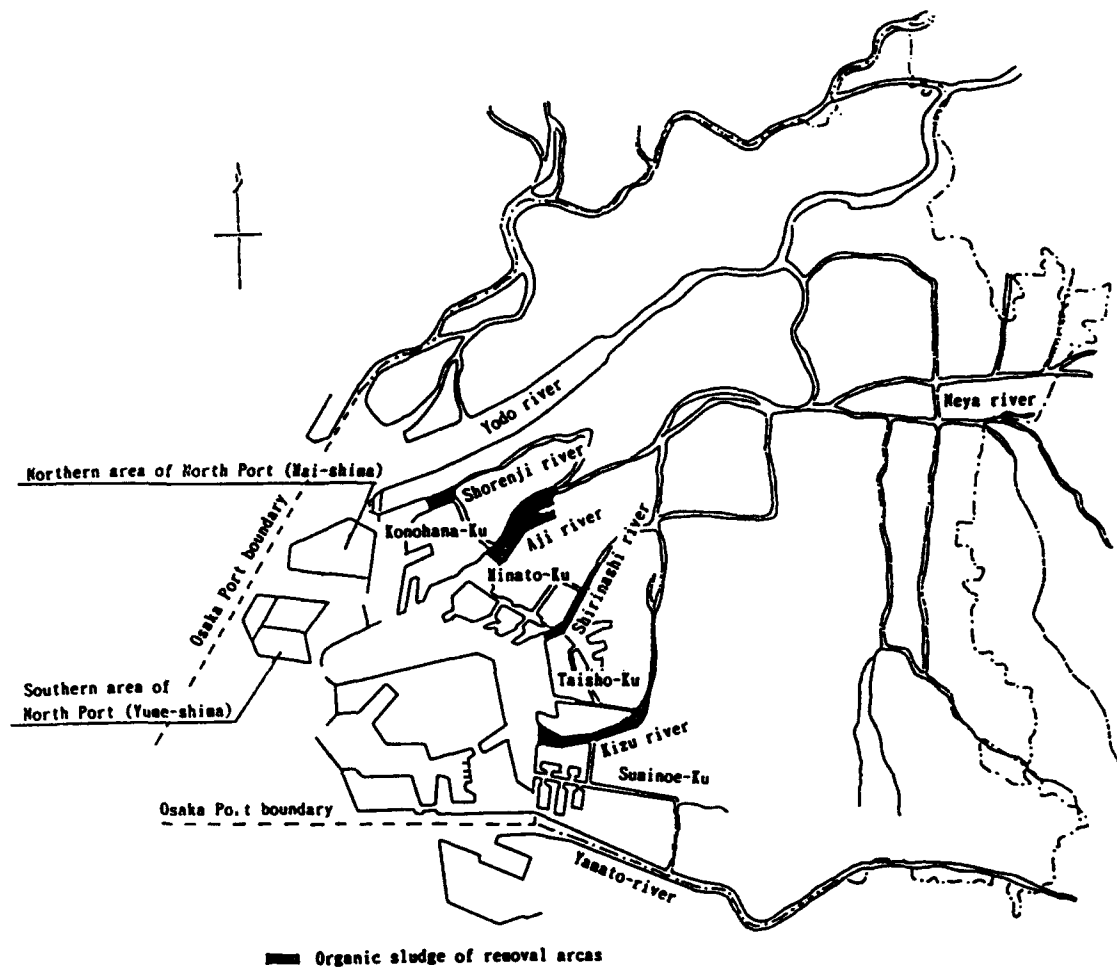 Neya river
Yodo river
Northern area of North Port (Mai-shima)
Shorenji river
Konohana-Ku
Aji river
Osaka Port boundary
Minato-Ku
Shirinashi river
Taisho-Ku
Southern area of
North Port (Yume-shima)
Kizu river
Suminoe-Ku
Osaka Port boundary
Yamato-river
Organic sludge of removal areas